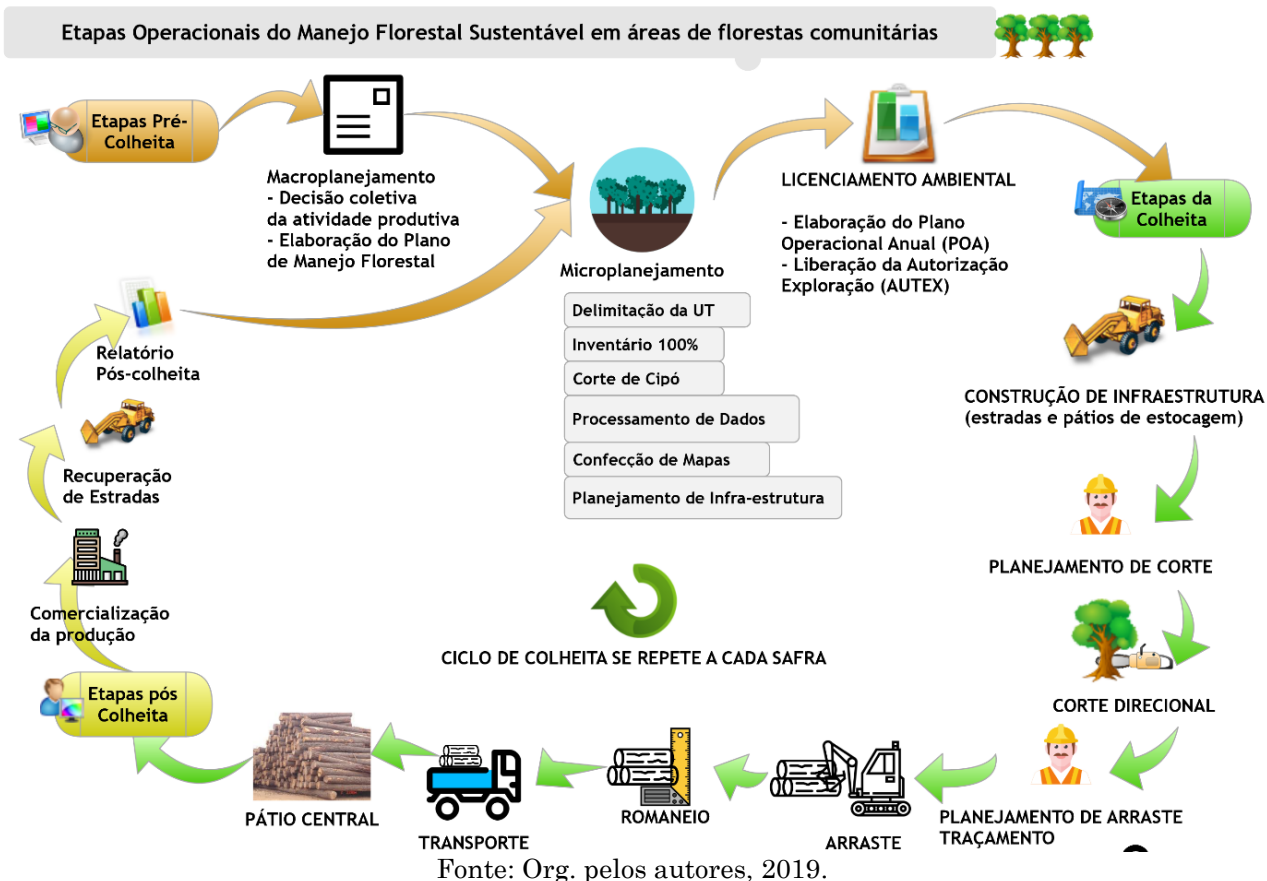 Etapas Operacionais do Manejo Florestal Sustentável em áreas de florestas comunitárias
Etapas Pré-
Colheita
Macroplanejamento
- Decisão coletiva
da atividade produtiva
- Elaboração do Plano
de Manejo Florestal
Microplanejamento
Delimitação da UT
Inventário 100%
Corte de Cipó
Processamento de Dados
Confecção de Mapas
Planejamento de Infra-estrutura
LICENCIAMENTO AMBIENTAL
- Elaboração do Plano
Operacional Anual (POA)
- Liberação da Autorização
Exploração (AUTEX)
Etapas da
Colheita
CONSTRUÇÃO DE INFRAESTRUTURA
(estradas e pátios de estocagem)
PLANEJAMENTO DE CORTE
CORTE DIRECIONAL
PLANEJAMENTO DE ARRASTE
TRAÇAMENTO
ARRASTE
ROMANEIO
TRANSPORTE
PÁTIO CENTRAL
Etapas pós
Colheita
Comercialização
da produção
Recuperação
de Estradas
Relatório
Pós-colheita
CICLO DE COLHEITA SE REPETE A CADA SAFRA
Fonte: Org. pelos autores, 2019.